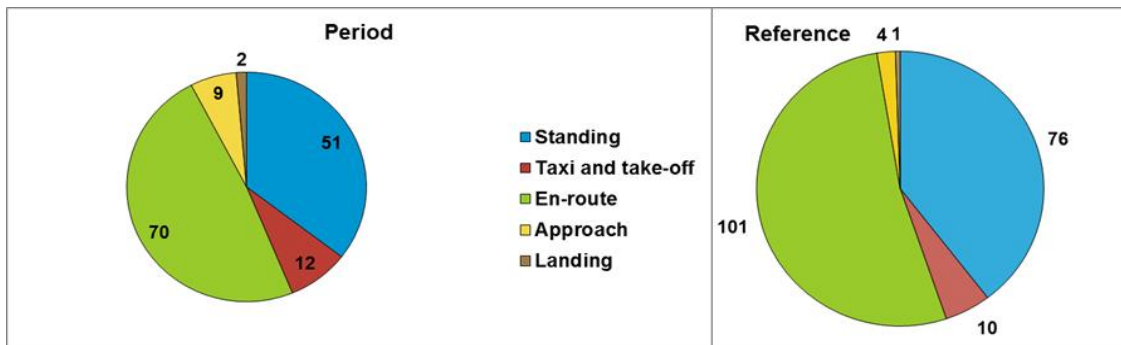 Period
2
9
51
70
12
Standing
Taxi and take-off
En-route
Approach
Landing
Reference
4 1
76
101
10